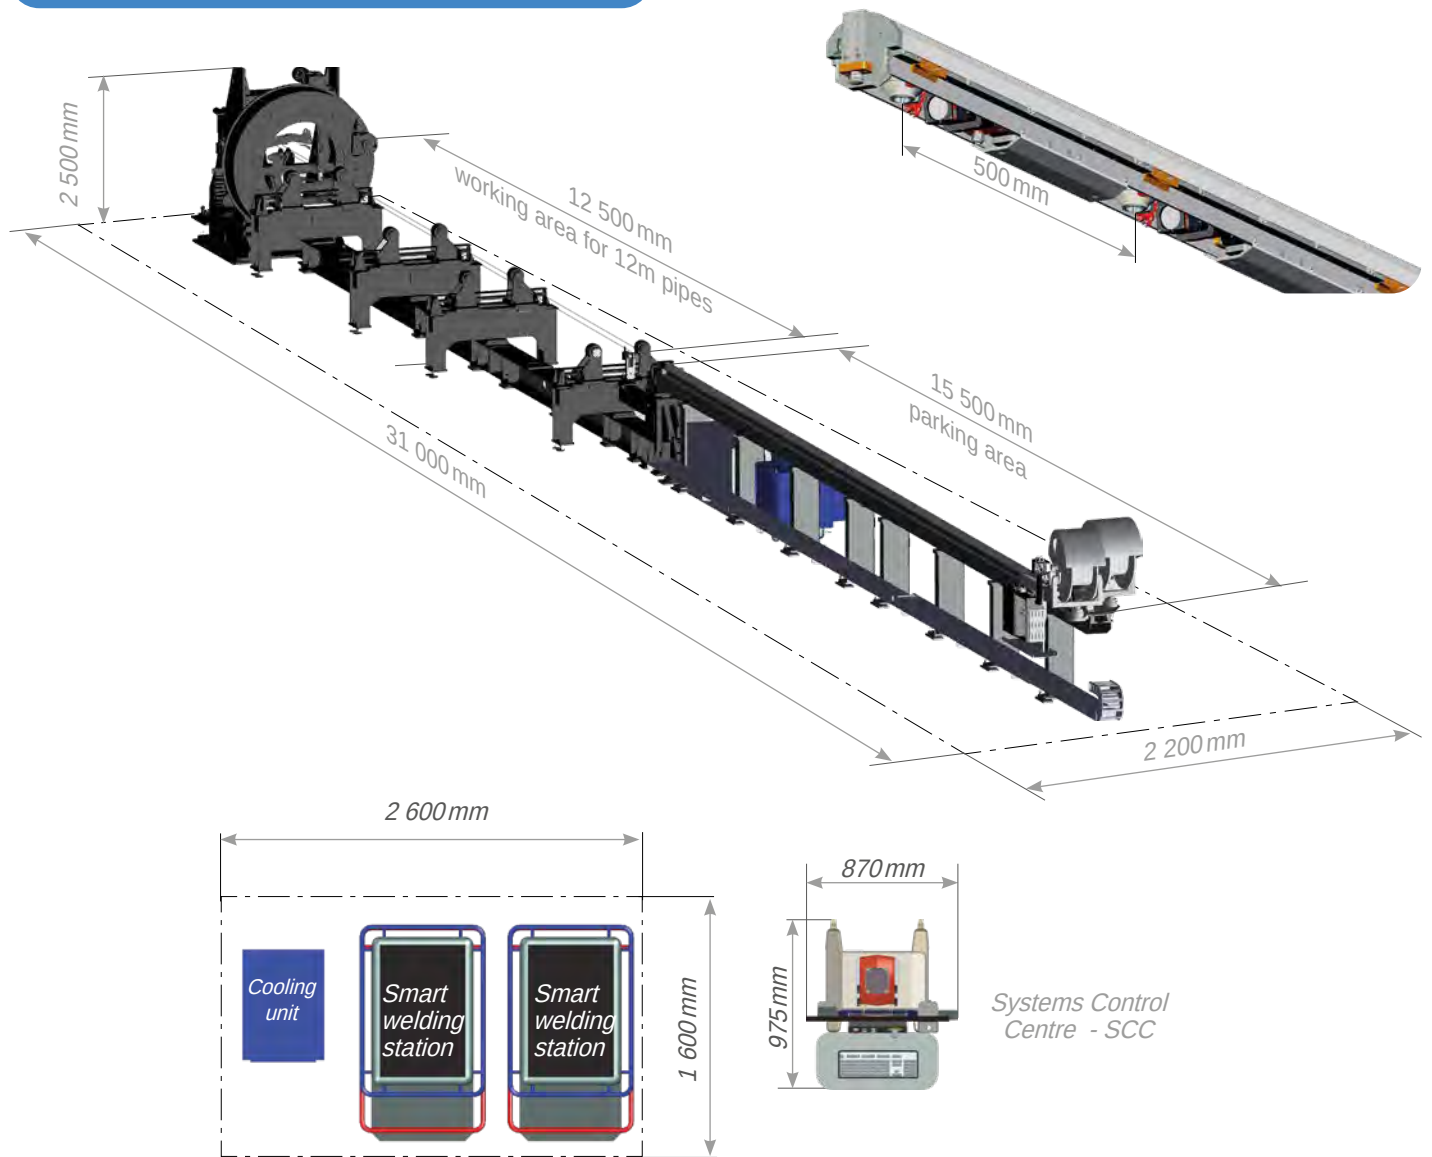 2 500 mm
12 500 mm
working area for 12m pipes
500 mm
15 500 mm
parking area
31 000 mm
2 200 mm
2 600 mm
870 mm
Cooling
unit
Smart
welding
station
Smart
welding
station
1 600 mm
975 mm
Systems Control
Centre - SCC